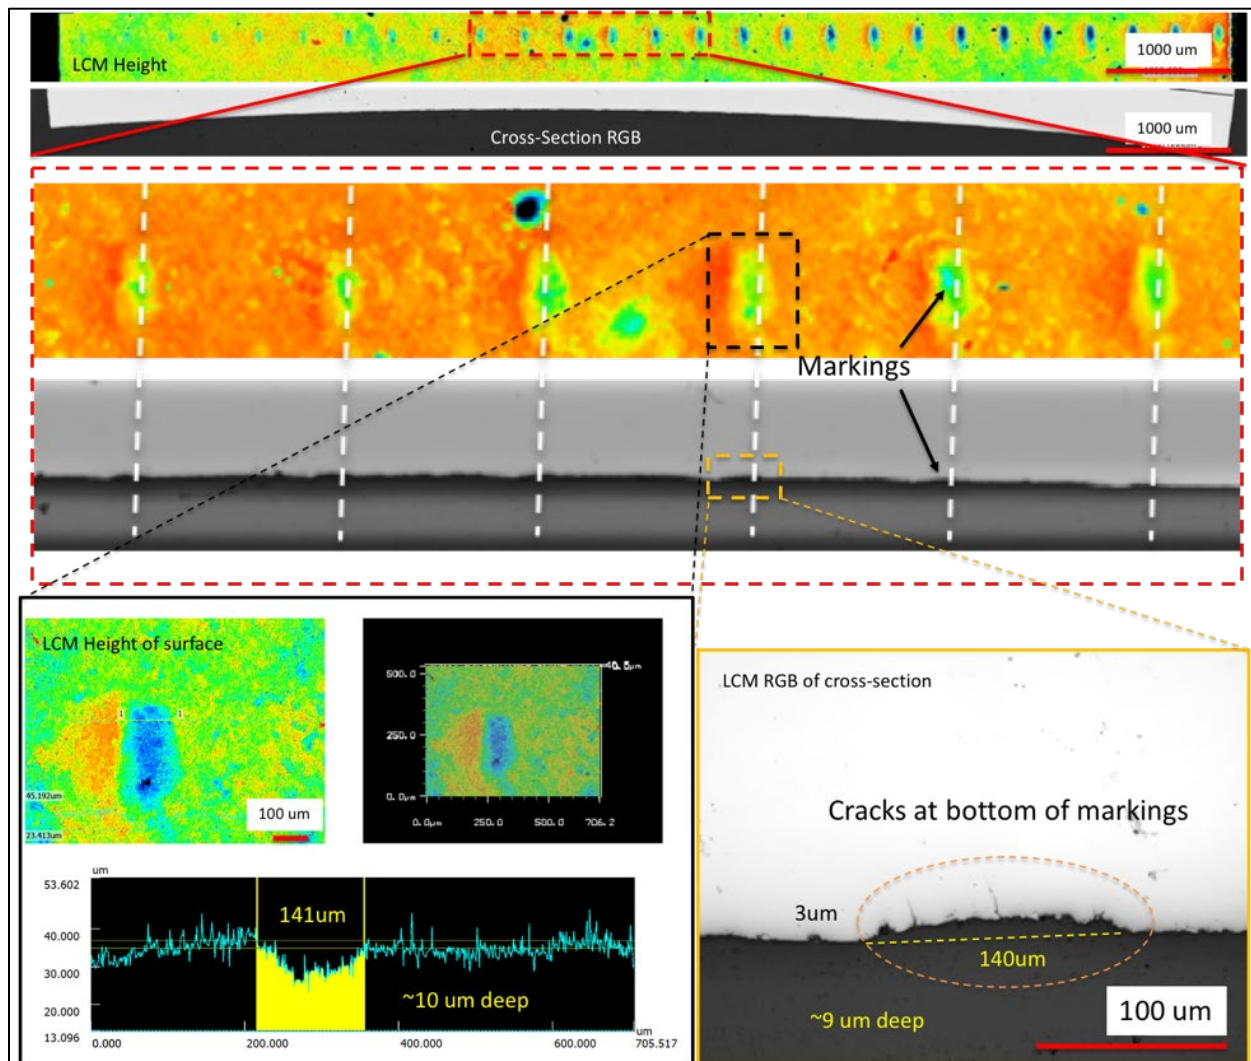 LCM Height
1000 um
Cross-Section RGB
1000 um
Markings
LCM Height of surface
1
1
45.192um
23.413um
100 um
500.0
250.0
0.0μm
0.0μm
250.0
500.0
706.2
um
53.602
40.000
30.000
20.000
13.096
141um
~10 um deep
um
0.000
200.000
400.000
600.000
705.517
LCM RGB of cross-section
Cracks at bottom of markings
3um
140um
~9 um deep
100 um